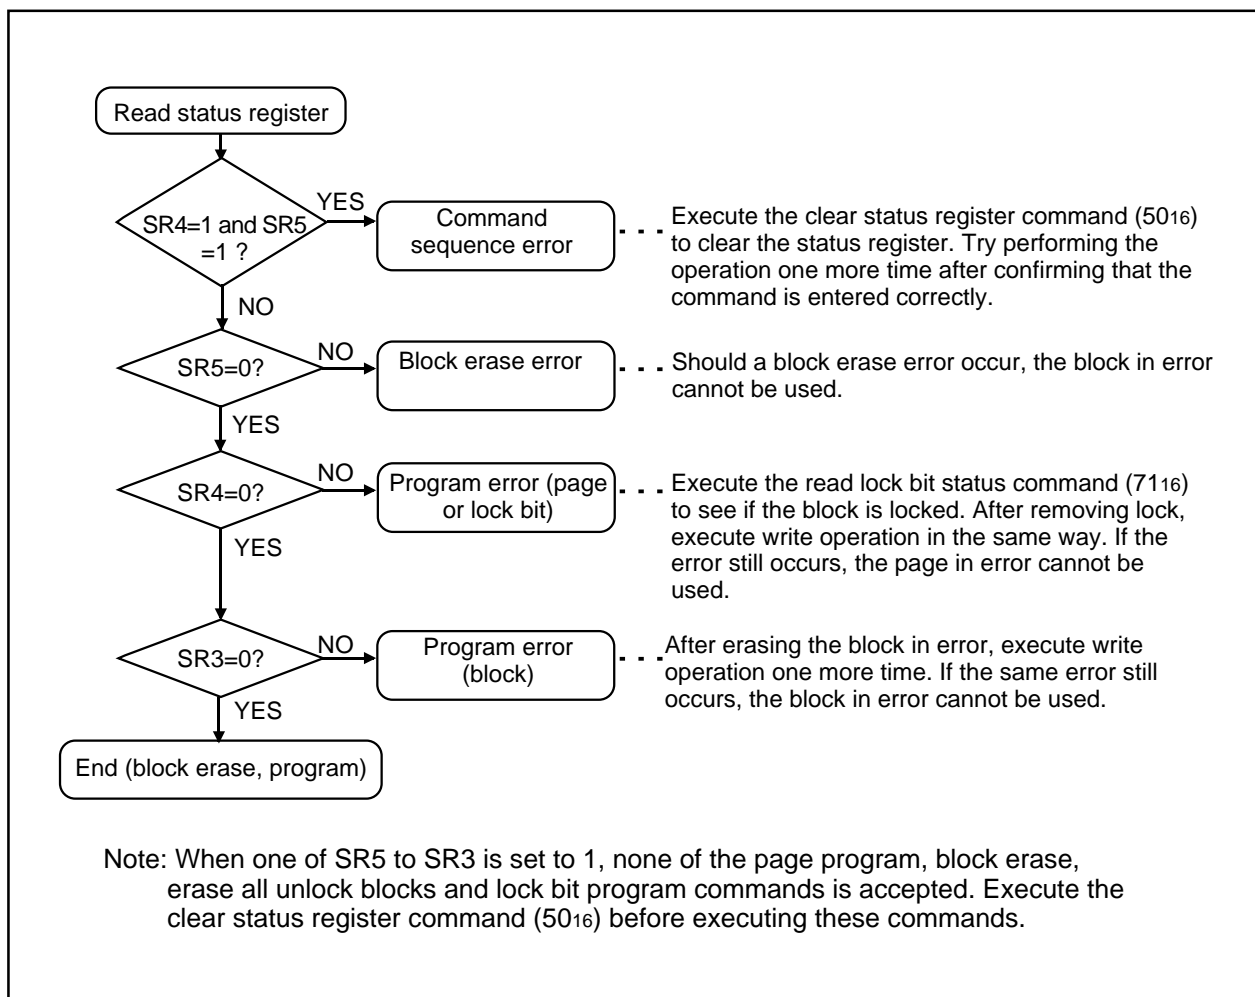 Read status register
SR4=1 and SR5
=1 ?
YES
Command
sequence error
Execute the clear status register command (5016)
to clear the status register. Try performing the
operation one more time after confirming that the
command is entered correctly.
NO
SR5=0?
NO
Block erase error
Should a block erase error occur, the block in error
cannot be used.
YES
SR4=0?
NO
Program error (page
or lock bit)
Execute the read lock bit status command (7116)
to see if the block is locked. After removing lock,
execute write operation in the same way. If the
error still occurs, the page in error cannot be
used.
YES
SR3=0?
NO
Program error
(block)
After erasing the block in error, execute write
operation one more time. If the same error still
occurs, the block in error cannot be used.
YES
End (block erase, program)
Note: When one of SR5 to SR3 is set to 1, none of the page program, block erase,
erase all unlock blocks and lock bit program commands is accepted. Execute the
clear status register command (5016) before executing these commands.